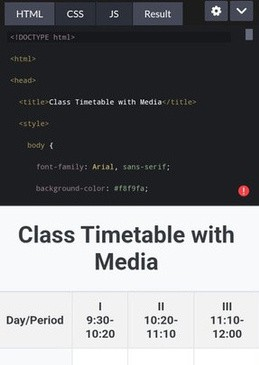 HTML CSS JS Result
<!DOCTYPE html>
<html>
<head>
<title>Class Timetable with Media</title>
<style>
body {
font-family: Arial, sans-serif;
background-color: #f8f9fa;
Class Timetable with
Media
Day/Period
I
9:30-
10:20
II
10:20-
11:10
III
11:10-
12:00